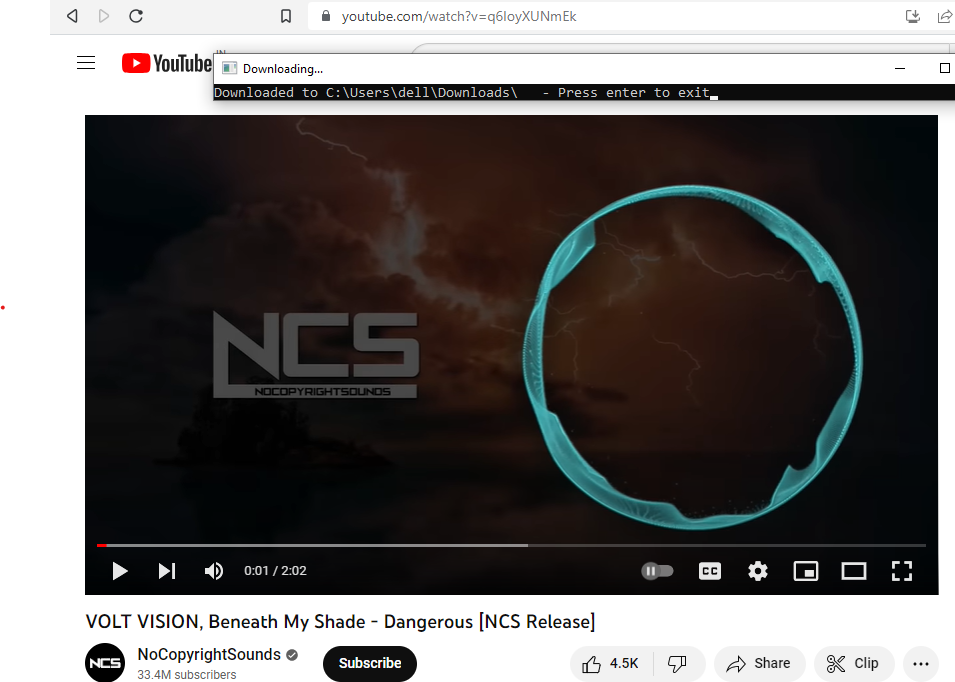 youtube.com/watch?v=q6IoyXUNmEk
YouTube
IN
Downloading...
Downloaded to C:\Users\dell\Downloads\ - Press enter to exit
NCS
NOCOPYRIGHTSOUNDS
0:01 / 2:02
CC
VOLT VISION, Beneath My Shade - Dangerous [NCS Release]
NCS
NoCopyrightSounds
33.4M subscribers
Subscribe
4.5K
Share
Clip